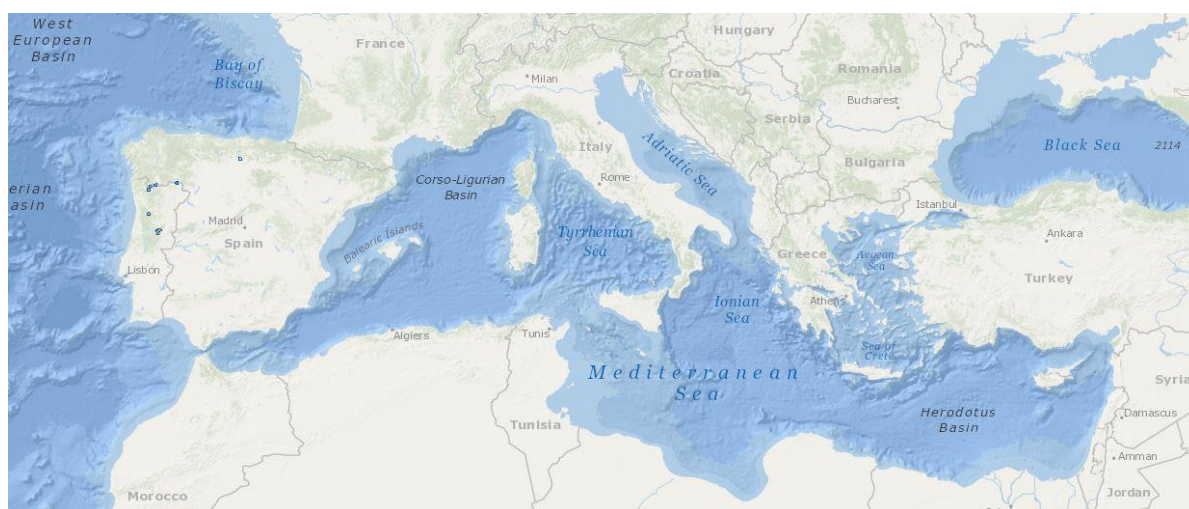 West
European
Basin
Bay of
Biscay
France
Hungary
Milan
Croatia
Romania
Bucharest
Serbia
Black Sea
2114
Adriatic Sea
Italy
Bulgaria
Corso-Ligurian
Basin
Rome
erian
asin
Istanbul
Madrid
Spain
Balearic Islands
Tyrrhenian
Sea
Ankara
Greece
Aegean
Sea
Turkey
Lisbon
Athens
Ionian
Sea
Algiers
Tunis
Sea of
Crete
Mediterranean
Sea
Syria
Herodotus
Basin
Damascus
Tunisia
Amman
Morocco
Jordan